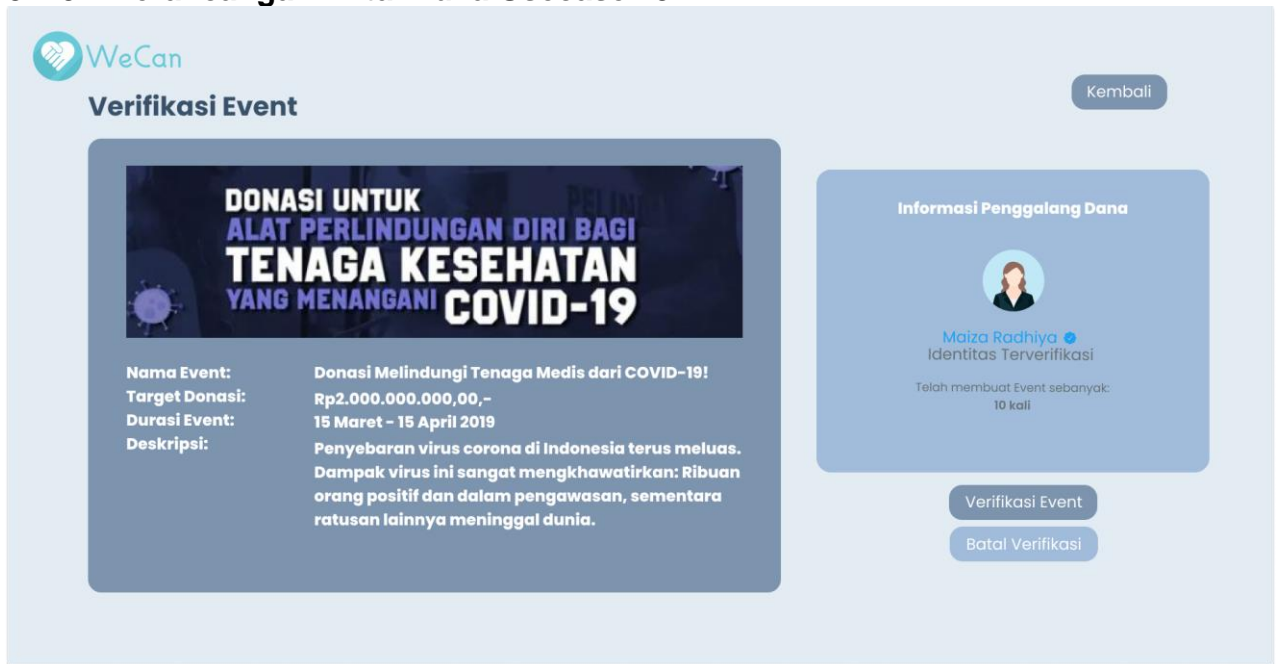 WeCan
Verifikasi Event
Kembali
DONASI UNTUK
ALAT PERLINDUNGAN DIRI BAGI
TENAGA KESEHATAN
YANG MENANGANI COVID-19
Nama Event: Donasi Melindungi Tenaga Medis dari COVID-19!
Target Donasi: Rp2.000.000.000,00,-
Durasi Event: 15 Maret - 15 April 2019
Deskripsi: Penyebaran virus corona di Indonesia terus meluas.
Dampak virus ini sangat mengkhawatirkan: Ribuan
orang positif dan dalam pengawasan, sementara
ratusan lainnya meninggal dunia.
Informasi Penggalang Dana
Maiza Radhiya
Identitas Terverifikasi
Telah membuat Event sebanyak:
10 kali
Verifikasi Event
Batal Verifikasi